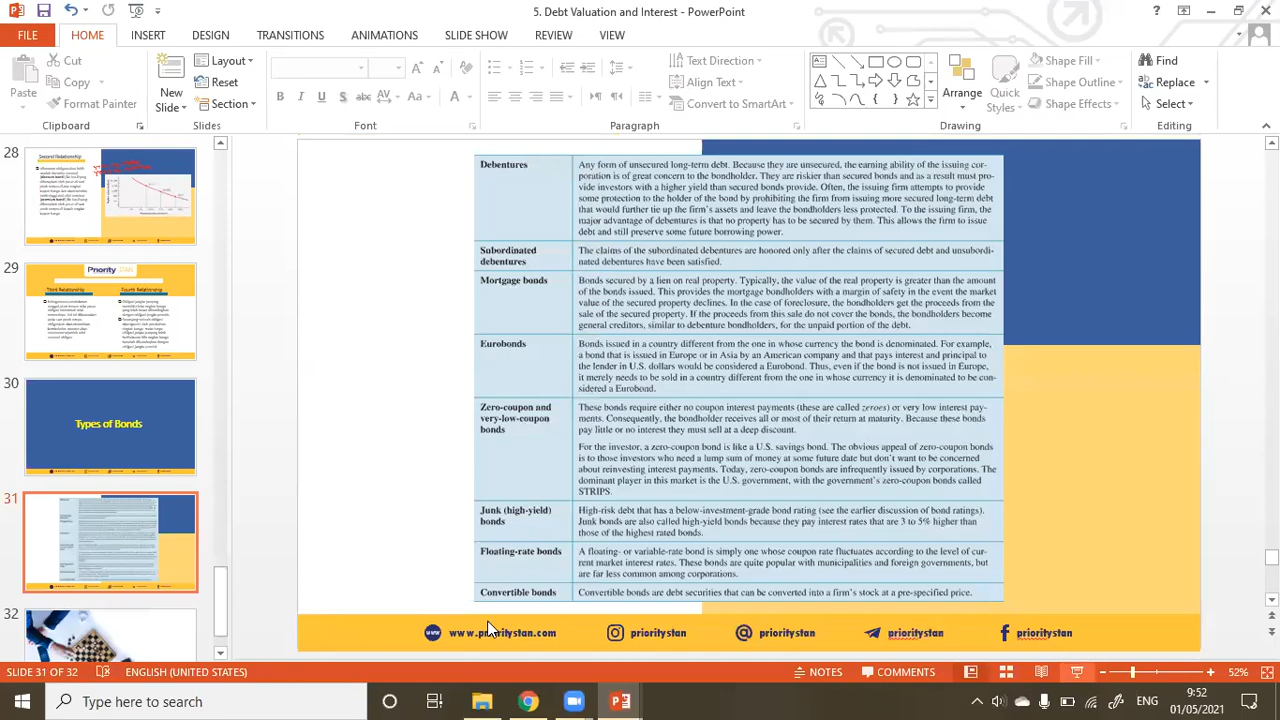 5. Debt Valuation and Interest - PowerPoint
FILE HOME INSERT DESIGN TRANSITIONS ANIMATIONS SLIDE SHOW REVIEW VIEW
Paste
Cut
Copy
Format Painter
Clipboard
New Slide
Layout
Reset
Section
Slides
Font
Text Direction
Align Text
Convert to SmartArt
Paragraph
Arrange
Quick Styles
Shape Fill
Shape Outline
Shape Effects
Drawing
Find
Replace
Select
Editing
28
Second Relationship
29
Priority
Third Relationship
Fourth Relationship
30
Types of Bonds
31
32
Debentures
Any form of unsecured long-term debt. Because they are unsecured, the earning ability of the issuing cor-
poration is of great concern to the bondholder. They are riskier than secured bonds and as a result must pro-
vide investors with a higher yield than secured bonds provide. Often, the issuing firm attempts to provide
some protection to the holder of the bond by prohibiting the firm from issuing more secured long-term debt
that would further tie up the firm's assets and leave the bondholders less protected. To the issuing firm, the
major advantage of debentures is that no property has to be secured by them. This allows the firm to issue
debt and still preserve some future borrowing power.
Subordinated
debentures
The claims of the subordinated debentures are honored only after the claims of secured debt and unsubordi-
nated debentures have been satisfied.
Mortgage bonds
Bonds secured by a lien on real property. Typically, the value of the real property is greater than the amount
of the bonds issued. This provides the mortgage bondholders with a margin of safety in the event the market
value of the secured property declines. In the case of foreclosure, the bondholders get the proceeds from the
sale of the secured property. If the proceeds from this sale do not cover the bonds, the bondholders become
general creditors, similar to debenture bondholders, for the unpaid portion of the debt.
Eurobonds
Bonds issued in a country different from the one in whose currency the bond is denominated. For example,
a bond that is issued in Europe or in Asia by an American company and that pays interest and principal to
the lender in U.S. dollars would be considered a Eurobond. Thus, even if the bond is not issued in Europe,
it merely needs to be sold in a country different from the one in whose currency it is denominated to be con-
sidered a Eurobond.
Zero-coupon and
very-low-coupon
bonds
These bonds require either no coupon interest payments (these are called zeroes) or very low interest pay-
ments. Consequently, the bondholder receives all or most of their return at maturity. Because these bonds
pay little or no interest they must sell at a deep discount.
For the investor, a zero-coupon bond is like a U.S. savings bond. The obvious appeal of zero-coupon bonds
is to those investors who need a lump sum of money at some future date but don't want to be concerned
about reinvesting interest payments. Today, zero-coupon bonds are infrequently issued by corporations. The
dominant player in this market is the U.S. government, with the government's zero-coupon bonds called
STRIPS.
Junk (high-yield)
bonds
High-risk debt that has a below-investment-grade bond rating (see the earlier discussion of bond ratings).
Junk bonds are also called high-yield bonds because they pay interest rates that are 3 to 5% higher than
those of the highest rated bonds.
Floating-rate bonds
A floating- or variable-rate bond is simply one whose coupon rate fluctuates according to the level of cur-
rent market interest rates. These bonds are quite popular with municipalities and foreign governments, but
are far less common among corporations.
Convertible bonds
Convertible bonds are debt securities that can be converted into a firm's stock at a pre-specified price.
www.prioritystan.com prioritystan prioritystan prioritystan prioritystan
SLIDE 31 OF 32 ENGLISH (UNITED STATES) NOTES COMMENTS 52%
Type here to search
ENG
9:52
01/05/2021